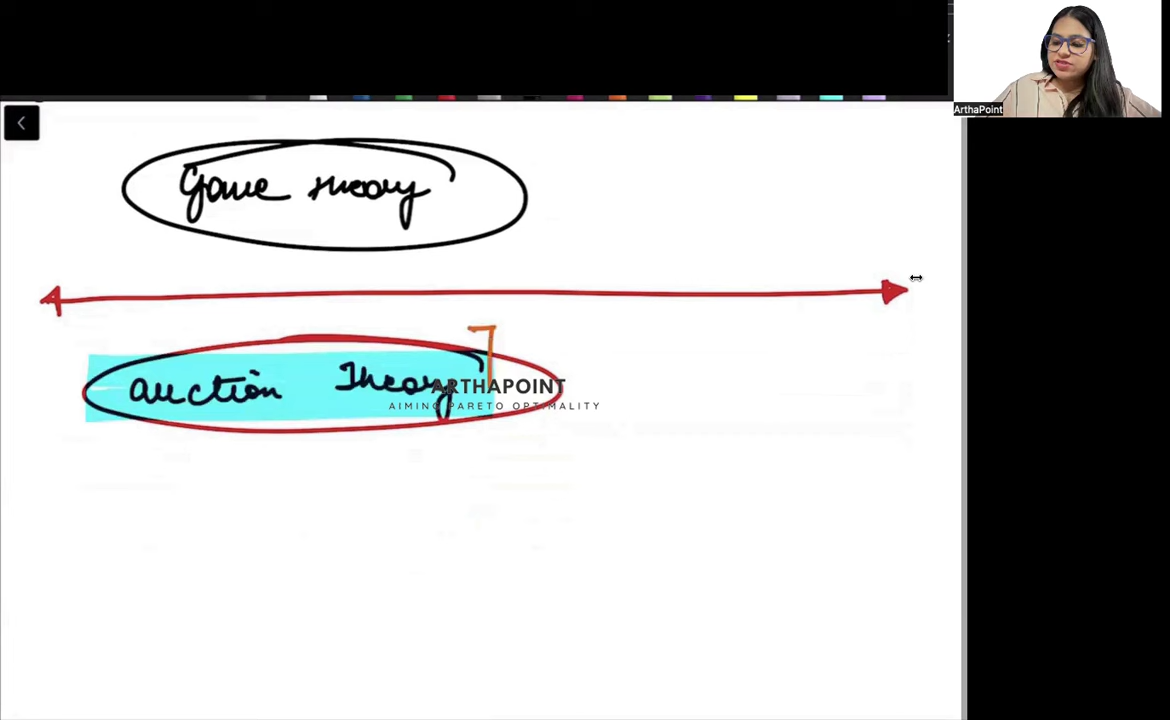 ArthaPoint
Game Theory
Auction Theory
ARTHAPOINT
AIMING PARETO OPTIMALITY